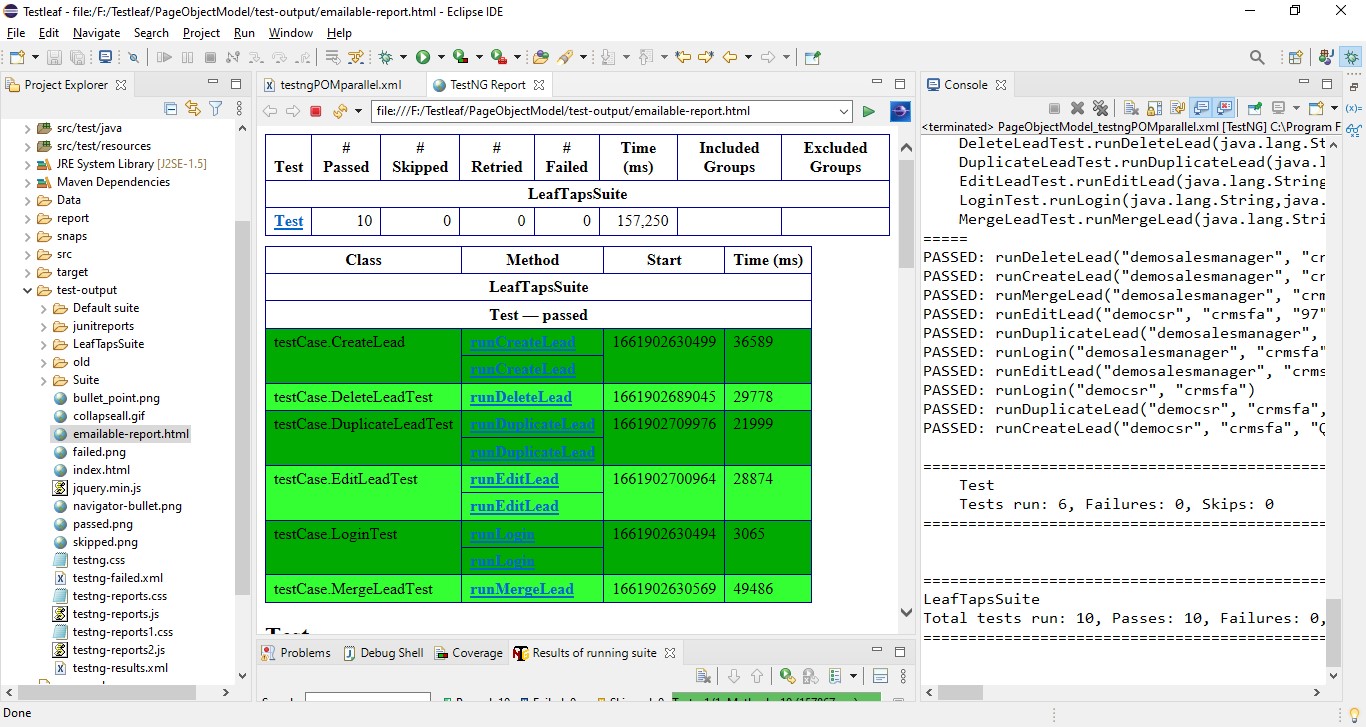 Testleaf - file:/F:/Testleaf/PageObjectModel/test-output/emailable-report.html - Eclipse IDE
File Edit Navigate Search Project Run Window Help
Project Explorer
src/test/java
src/test/resources
JRE System Library [J2SE-1.5]
Maven Dependencies
Data
report
snaps
src
target
test-output
Default suite
junitreports
LeafTapsSuite
old
Suite
bullet_point.png
collapseall.gif
emailable-report.html
failed.png
index.html
jquery.min.js
navigator-bullet.png
passed.png
skipped.png
testng.css
testng-failed.xml
testng-reports.css
testng-reports.js
testng-reports1.css
testng-reports2.js
testng-results.xml
testngPOMparallel.xml TestNG Report
file:///F:/Testleaf/PageObjectModel/test-output/emailable-report.html
Test # Passed # Skipped # Retried # Failed Time (ms) Included Groups Excluded Groups
LeafTapsSuite
Test 10 0 0 0 157,250
Class Method Start Time (ms)
LeafTapsSuite
Test — passed
testCase.CreateLead runCreateLead 1661902630499 36589
runCreateLead
testCase.DeleteLeadTest runDeleteLead 1661902689045 29778
testCase.DuplicateLeadTest runDuplicateLead 1661902709976 21999
runDuplicateLead
testCase.EditLeadTest runEditLead 1661902700964 28874
runEditLead
testCase.LoginTest runLogin 1661902630494 3065
runLogin
testCase.MergeLeadTest runMergeLead 1661902630569 49486
Problems Debug Shell Coverage Results of running suite
Console
<terminated> PageObjectModel_testngPOMparallel.xml [TestNG] C:\Program F
DeleteLeadTest.runDeleteLead(java.lang.St
DuplicateLeadTest.runDuplicateLead(java.l
EditLeadTest.runEditLead(java.lang.String
LoginTest.runLogin(java.lang.String,java.
MergeLeadTest.runMergeLead(java.lang.Stri
=====
PASSED: runDeleteLead("demosalesmanager", "cr
PASSED: runCreateLead("demosalesmanager", "cr
PASSED: runMergeLead("demosalesmanager", "crm
PASSED: runEditLead("democsr", "crmsfa", "97"
PASSED: runDuplicateLead("demosalesmanager",
PASSED: runLogin("demosalesmanager", "crmsfa"
PASSED: runEditLead("demosalesmanager", "crms
PASSED: runLogin("democsr", "crmsfa")
PASSED: runDuplicateLead("democsr", "crmsfa",
PASSED: runCreateLead("democsr", "crmsfa", "Q
=============================================
Test
Tests run: 6, Failures: 0, Skips: 0
=============================================
=============================================
LeafTapsSuite
Total tests run: 10, Passes: 10, Failures: 0,
=============================================
Done